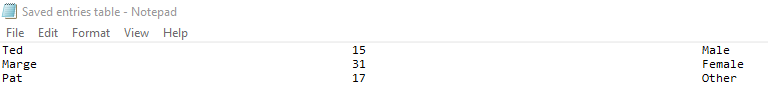 Saved entries table - Notepad
File Edit Format View Help
Ted 15 Male
Marge 31 Female
Pat 17 Other